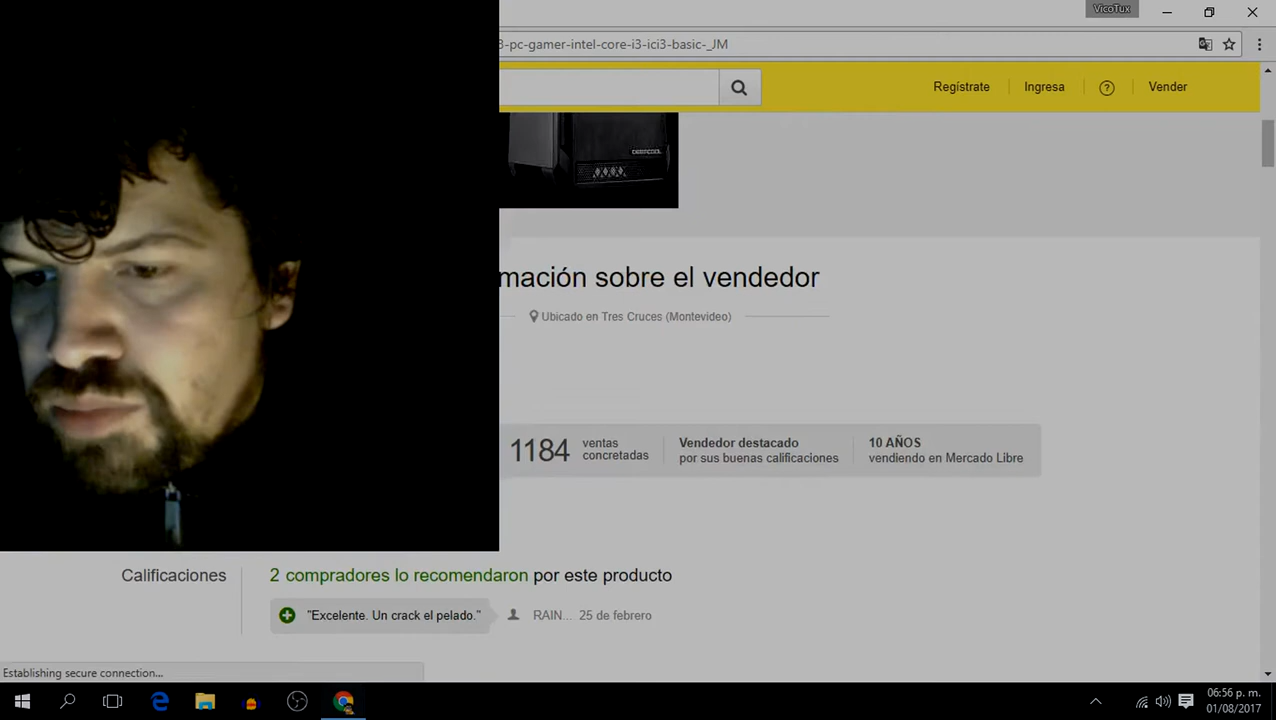 VicoTux
3-pc-gamer-intel-core-i3-ici3-basic-_JM
Regístrate
Ingresa
?
Vender
DEEPCOOL
mación sobre el vendedor
Ubicado en Tres Cruces (Montevideo)
1184
ventas
concretadas
Vendedor destacado
por sus buenas calificaciones
10 AÑOS
vendiendo en Mercado Libre
Calificaciones
2 compradores lo recomendaron por este producto
"Excelente. Un crack el pelado."
RAIN... 25 de febrero
Establishing secure connection...
06:56 p. m.
01/08/2017